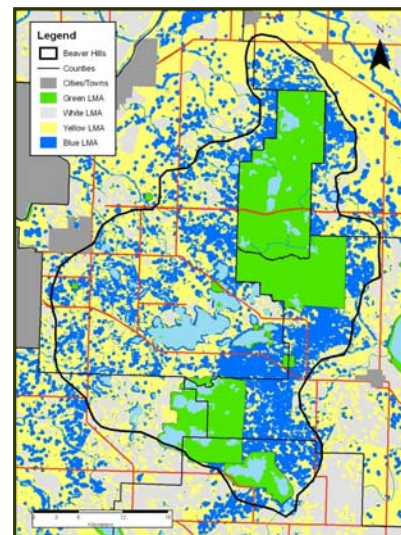 Legend
Beaver Hills
Counties
Cities/Towns
Green LMA
White LMA
Yellow LMA
Blue LMA
N
Kilometers